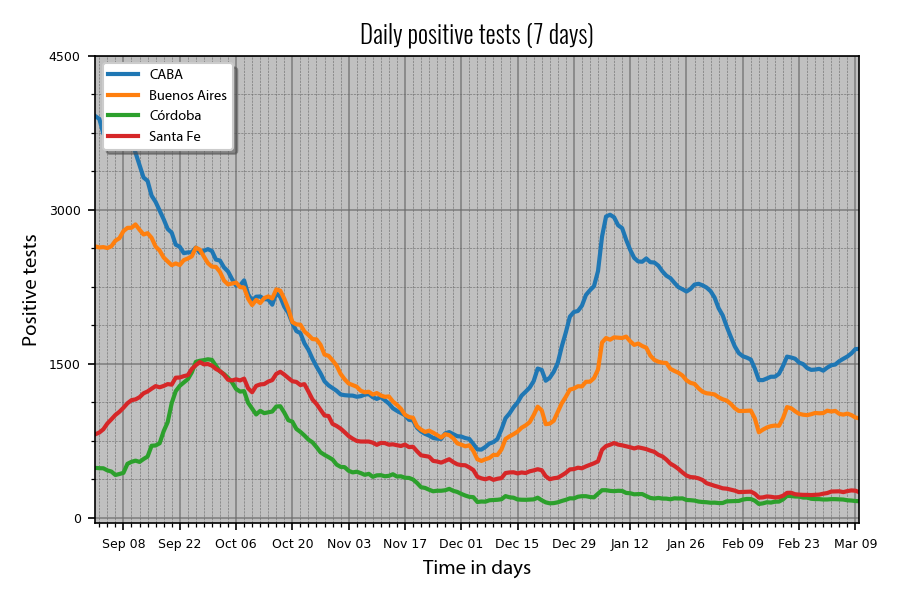 Daily positive tests (7 days)
CABA
Buenos Aires
Córdoba
Santa Fe
Positive tests
4500
3000
1500
0
Sep 08 Sep 22 Oct 06 Oct 20 Nov 03 Nov 17 Dec 01 Dec 15 Dec 29 Jan 12 Jan 26 Feb 09 Feb 23 Mar 09
Time in days